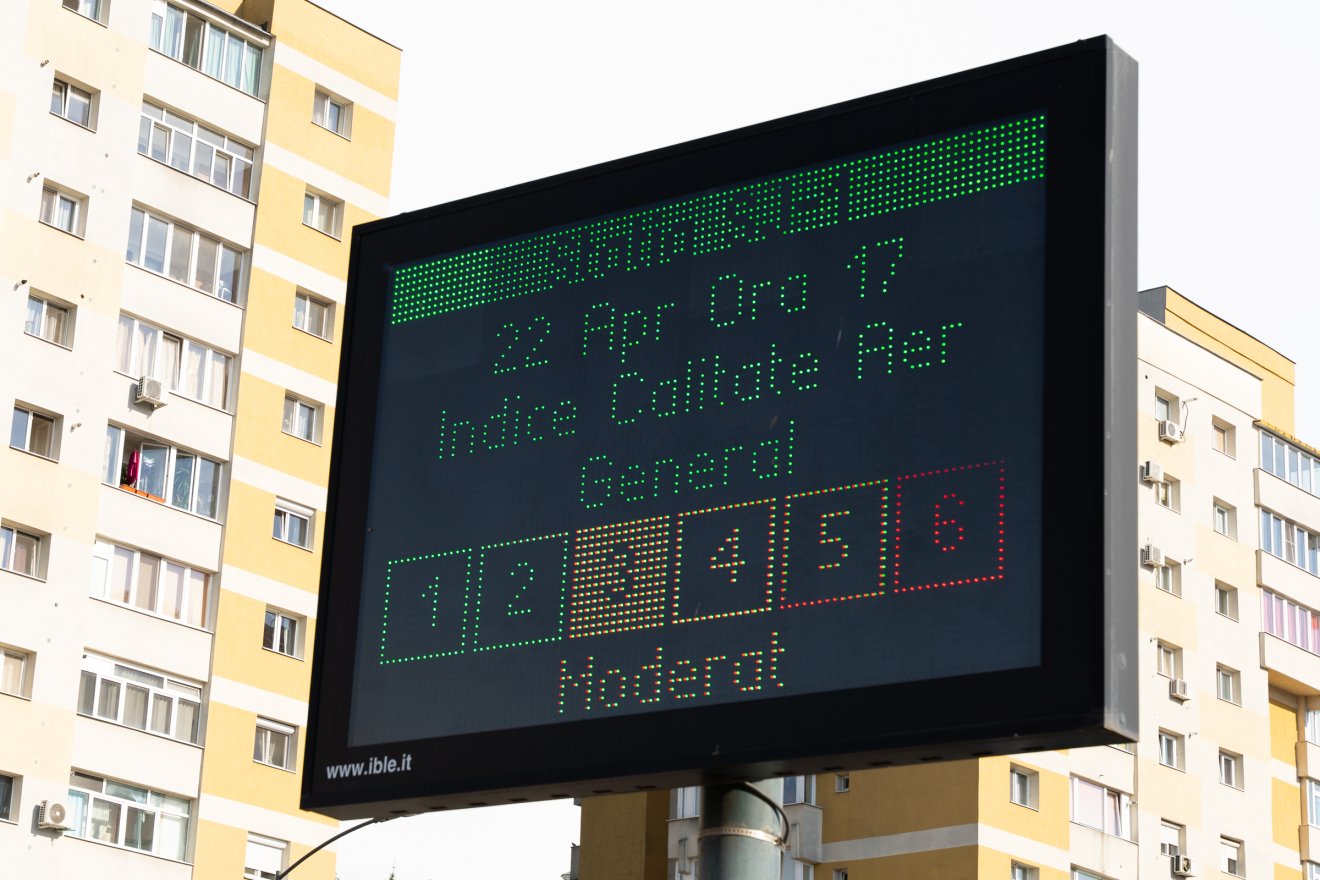 22 Apr Ora 17
Indice Calitate Aer
General
1 2 3 4 5 6
Moderat
www.ible.it